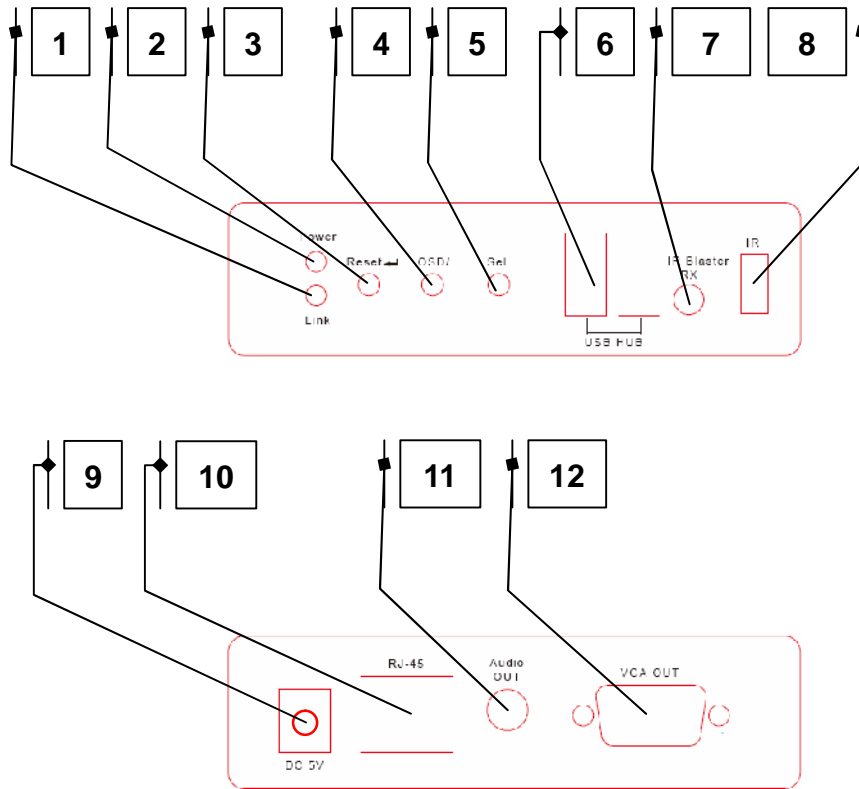 1 2 3 4 5 6 7 8
Power
Reset OSD/ Sel IR Blaster IR
RX
Link
USB HUB
9 10 11 12
RJ-45 Audio VGA OUT
OUT
DC 5V